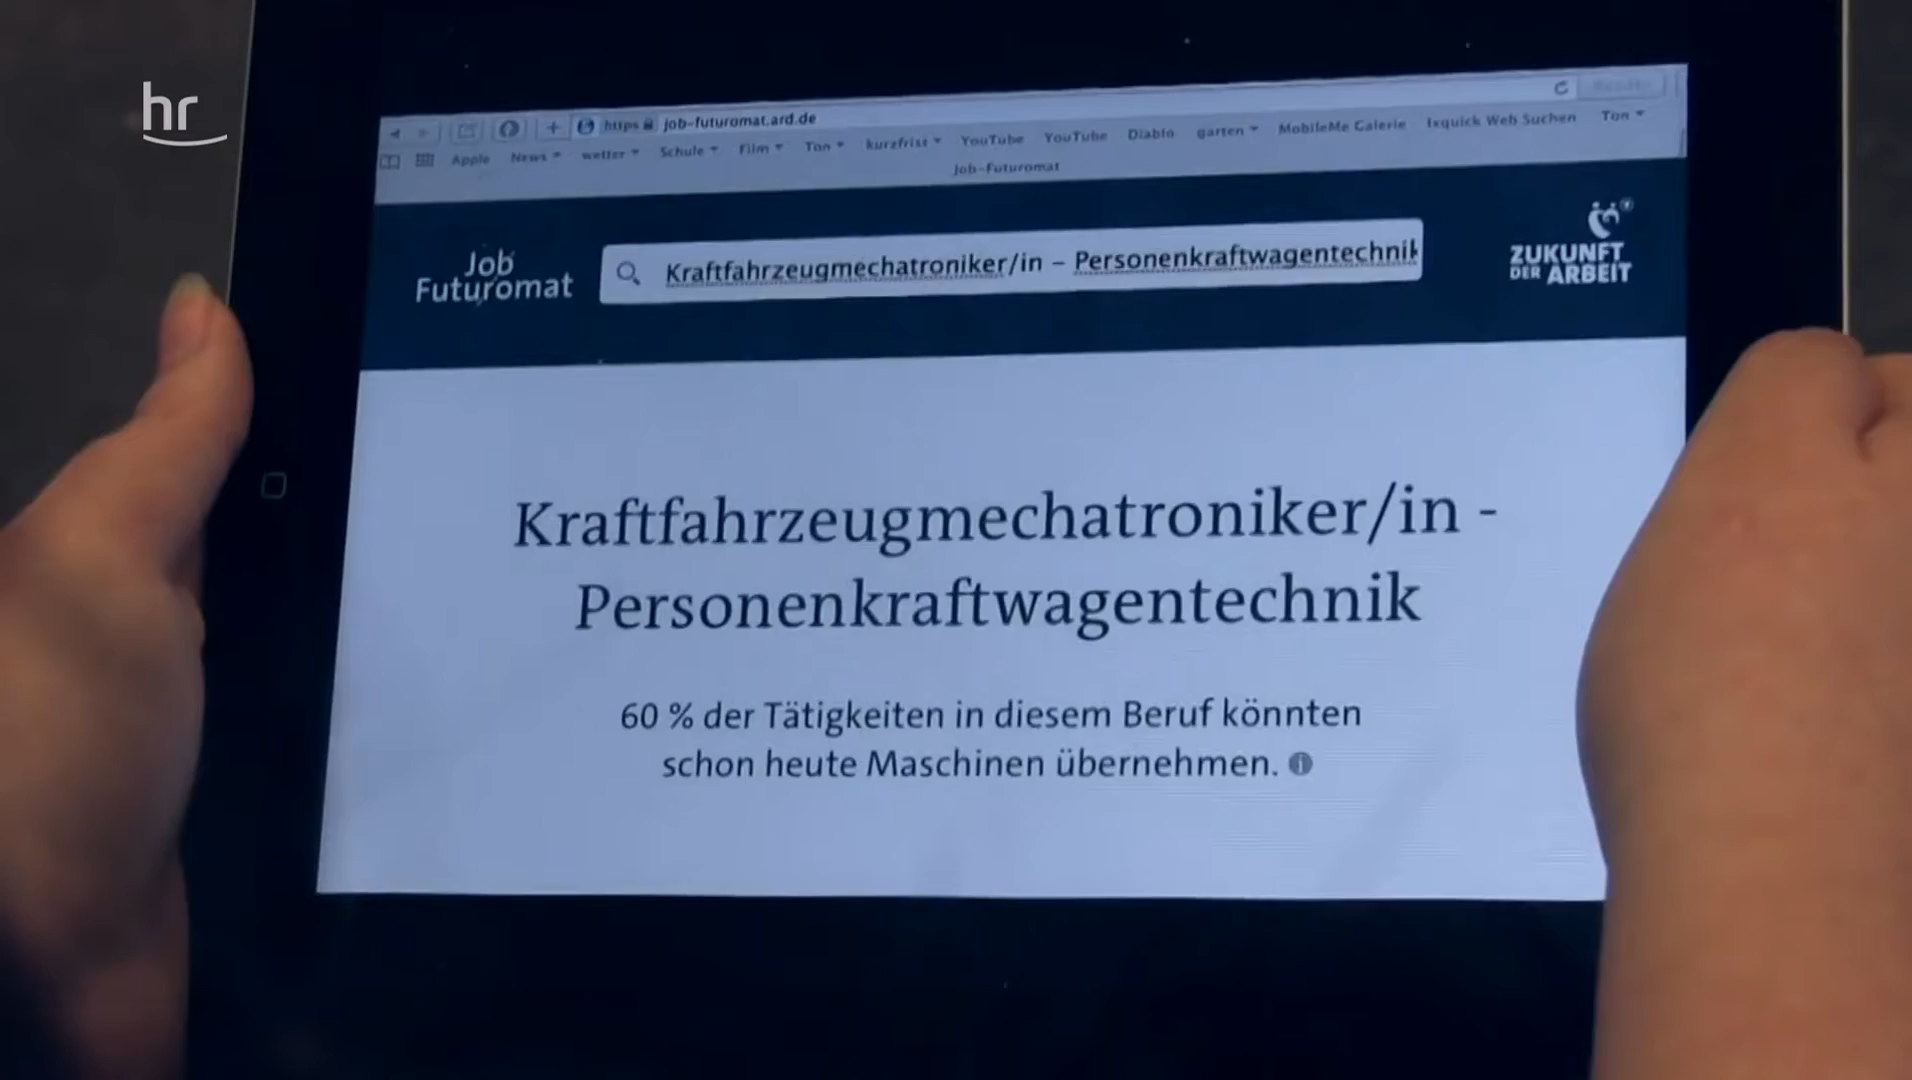 hr
https job-futuromat.ard.de
Apple News wetter Schule Film Ton kurzfrist YouTube YouTube Diablo garten MobileMe Galerie Ixquick Web Suchen Ton
Job-Futuromat
Job
Futuromat
Kraftfahrzeugmechatroniker/in – Personenkraftwagentechnik
ZUKUNFT
DER ARBEIT
Kraftfahrzeugmechatroniker/in -
Personenkraftwagentechnik
60 % der Tätigkeiten in diesem Beruf könnten
schon heute Maschinen übernehmen.